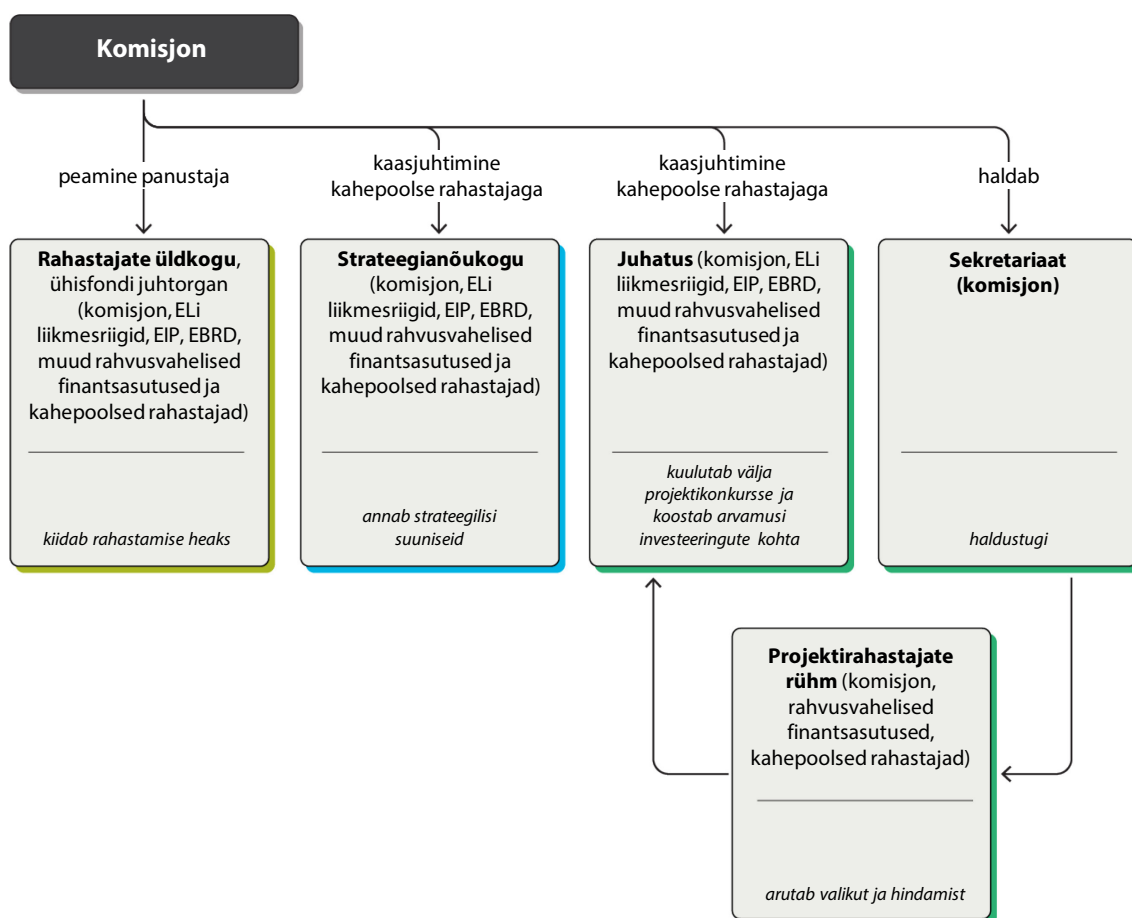 Komisjon
peamine panustaja
kaasjuhtimine
kahepoolse rahastajaga
kaasjuhtimine
kahepoolse rahastajaga
haldab
Rahastajate üldkogu,
ühisfondi juhtorgan
(komisjon, ELi
liikmesriigid, EIP, EBRD,
muud rahvusvahelised
finantsasutused ja
kahepoolsed rahastajad)
kiidab rahastamise heaks
Strateegianõukogu
(komisjon, ELi
liikmesriigid, EIP, EBRD,
muud rahvusvahelised
finantsasutused ja
kahepoolsed rahastajad)
annab strateegilisi
suuniseid
Juhatus (komisjon, ELi
liikmesriigid, EIP, EBRD,
muud rahvusvahelised
finantsasutused ja
kahepoolsed rahastajad)
kuulutab välja
projektikonkursse ja
koostab arvamusi
investeeringute kohta
Sekretariaat
(komisjon)
haldustugi
Projektirahastajate
rühm (komisjon,
rahvusvahelised
finantsasutused,
kahepoolsed rahastajad)
arutab valikut ja hindamist